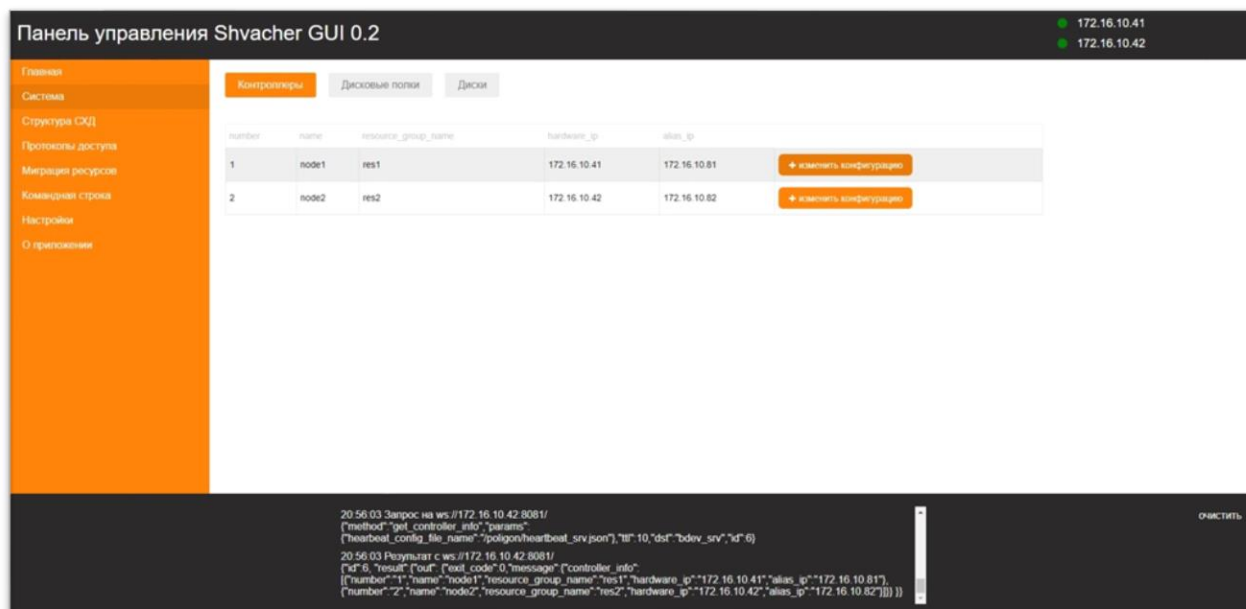 Панель управления Shvacher GUI 0.2
172.16.10.41
172.16.10.42
Главная
Система
Структура СХД
Протоколы доступа
Миграция ресурсов
Командная строка
Настройки
О приложении
Контроллеры Дисковые полки Диски
number name resource_group_name hardware_ip alias_ip
1 node1 res1 172.16.10.41 172.16.10.81 + изменить конфигурацию
2 node2 res2 172.16.10.42 172.16.10.82 + изменить конфигурацию
20:56:03 Запрос на ws://172.16.10.42:8081/
{"method":"get_controller_info","params":
{"hearbeat_config_file_name":"/poligon/heartbeat_srv.json"},"ttl":10,"dst":"bdev_srv","id":6}
20:56:03 Результат с ws://172.16.10.42:8081/
{"id":6, "result":{"out": {"exit_code":0,"message":{"controller_info":
[{"number":"1","name":"node1","resource_group_name":"res1","hardware_ip":"172.16.10.41","alias_ip":"172.16.10.81"},
{"number":"2","name":"node2","resource_group_name":"res2","hardware_ip":"172.16.10.42","alias_ip":"172.16.10.82"}]}} }}
очистить